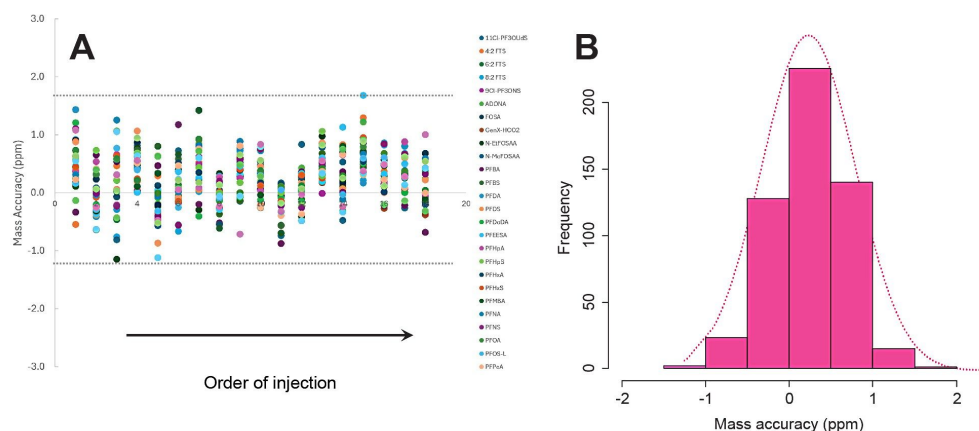 A
3.0
2.0
1.0
0.0
-1.0
-2.0
-3.0
Mass Accuracy (ppm)
0
4
16
20
Order of injection
11Cl-PF3OUdS
4:2 FTS
6:2 FTS
8:2 FTS
9Cl-PF3ONS
ADONA
FOSA
GenX-HCO2
N-EtFOSAA
N-MeFOSAA
PFBA
PFBS
PFDA
PFDS
PFDoDA
PFEESA
PFHpA
PFHpS
PFHxA
PFHxS
PFMBA
PFNA
PFNS
PFOA
PFOS-L
PFPeA
B
Frequency
0
50
100
150
200
-2
-1
0
1
2
Mass accuracy (ppm)